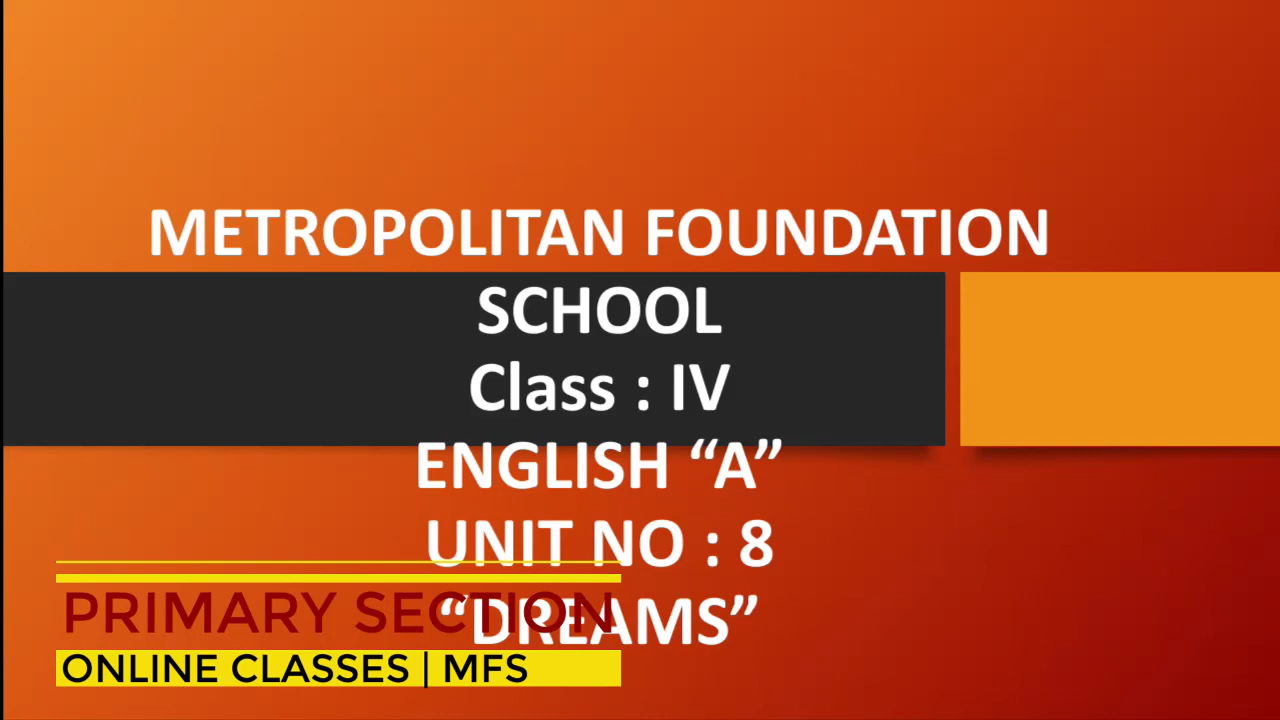 METROPOLITAN FOUNDATION
SCHOOL
Class : IV
ENGLISH “A”
UNIT NO : 8
“DREAMS”
PRIMARY SECTION
ONLINE CLASSES | MFS